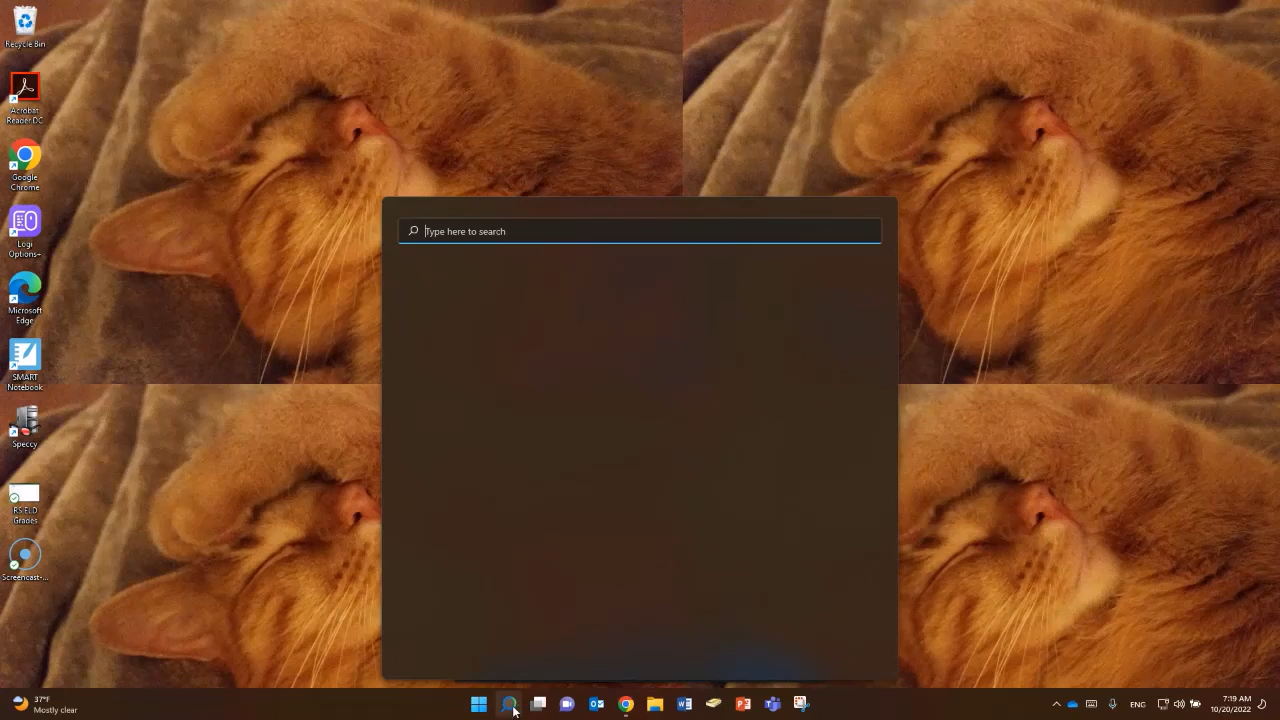 Recycle Bin
Acrobat
Reader DC
Google
Chrome
Logi
Options+
Microsoft
Edge
SMART
Notebook
Speccy
RS ELD
Grades
Screencast-...
Type here to search
37°F
Mostly clear
ENG
7:19 AM
10/20/2022